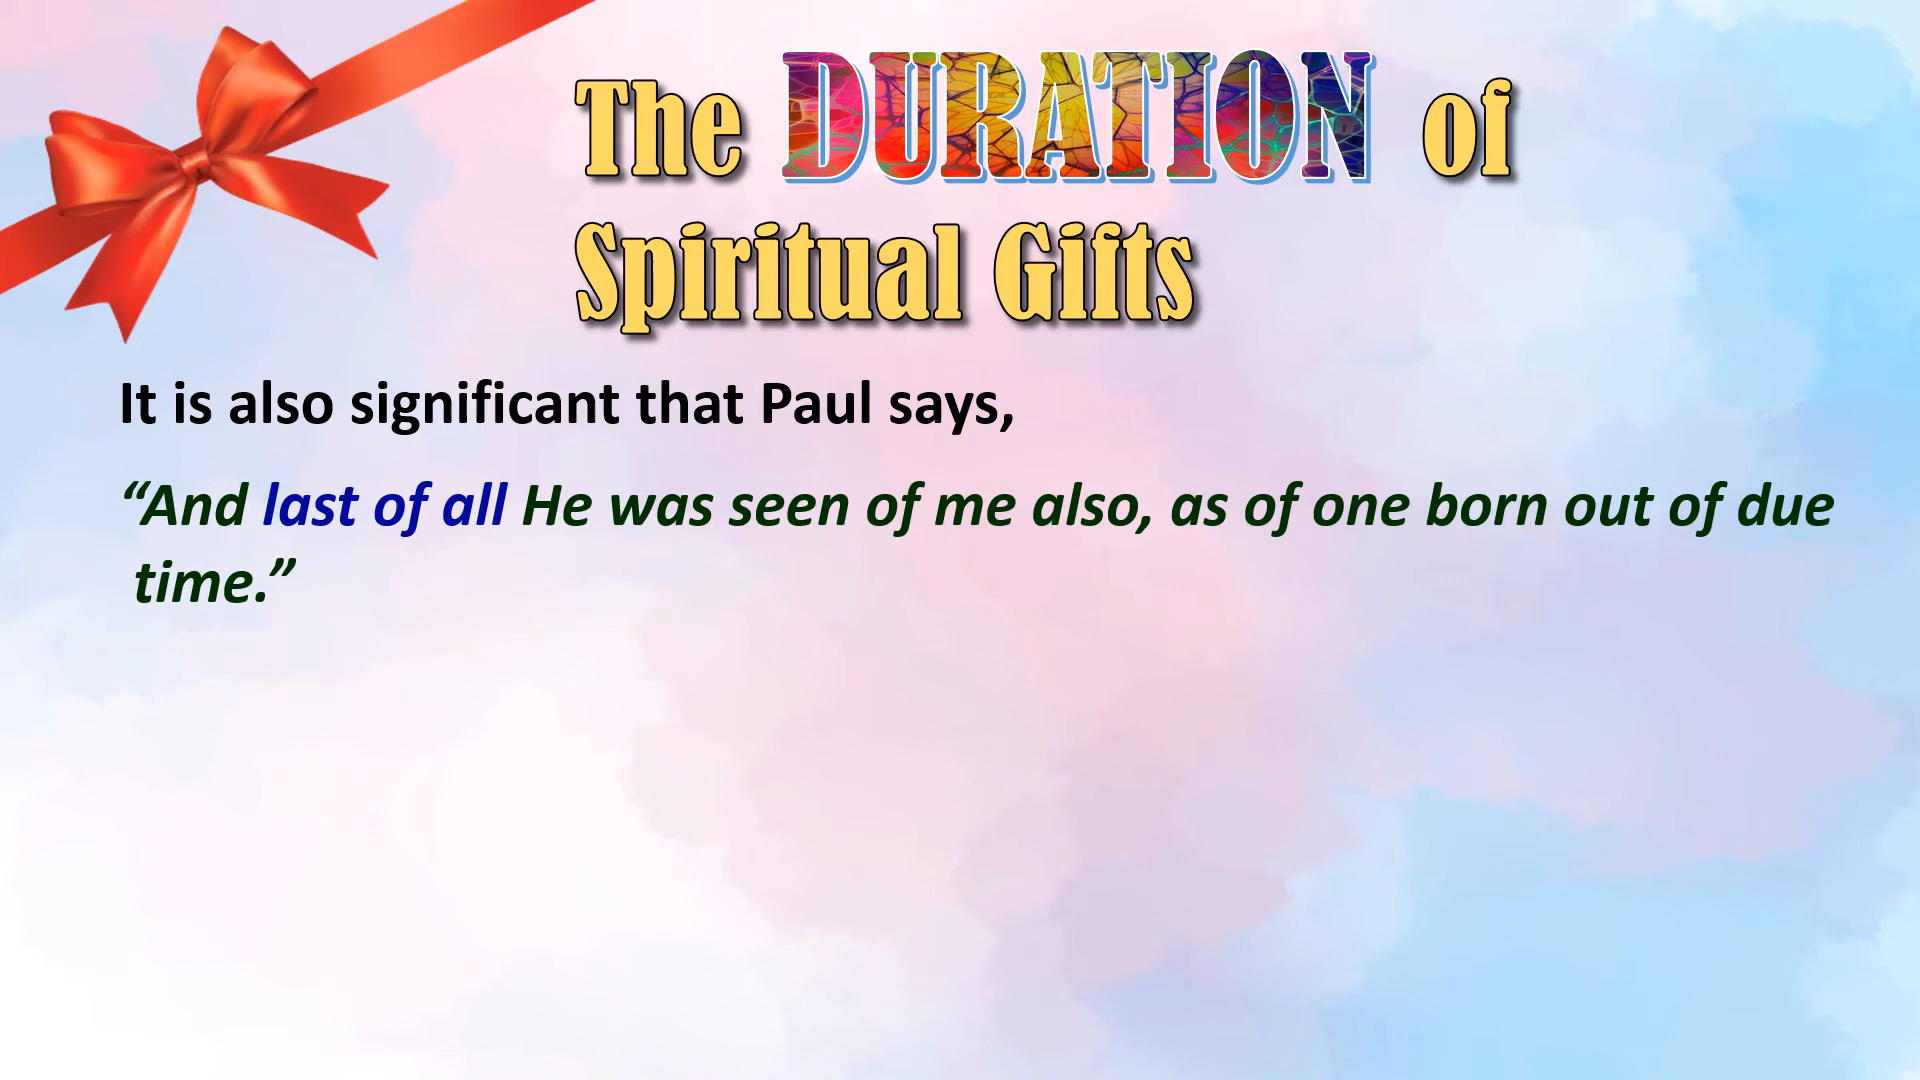 The DURATION of
Spiritual Gifts
It is also significant that Paul says,
“And last of all He was seen of me also, as of one born out of due
time.”